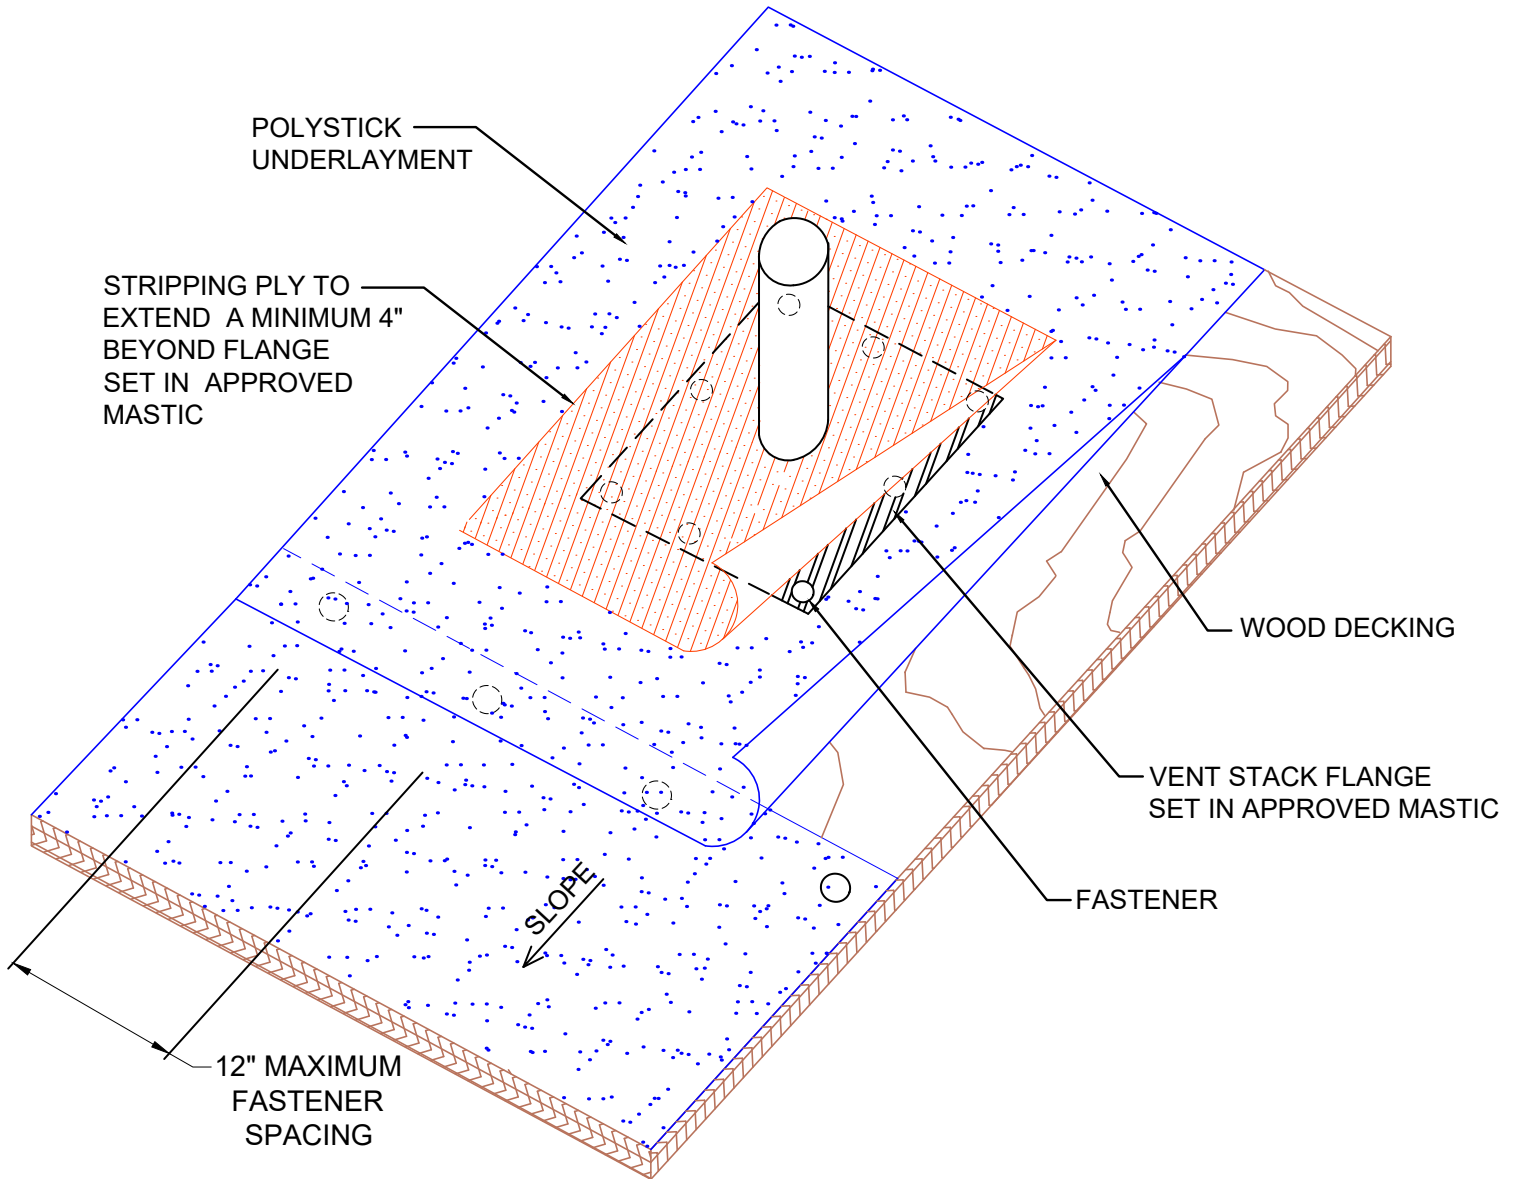 POLYSTICK
UNDERLAYMENT
STRIPPING PLY TO
EXTEND A MINIMUM 4"
BEYOND FLANGE
SET IN APPROVED
MASTIC
WOOD DECKING
VENT STACK FLANGE
SET IN APPROVED MASTIC
SLOPE
FASTENER
12" MAXIMUM
FASTENER
SPACING